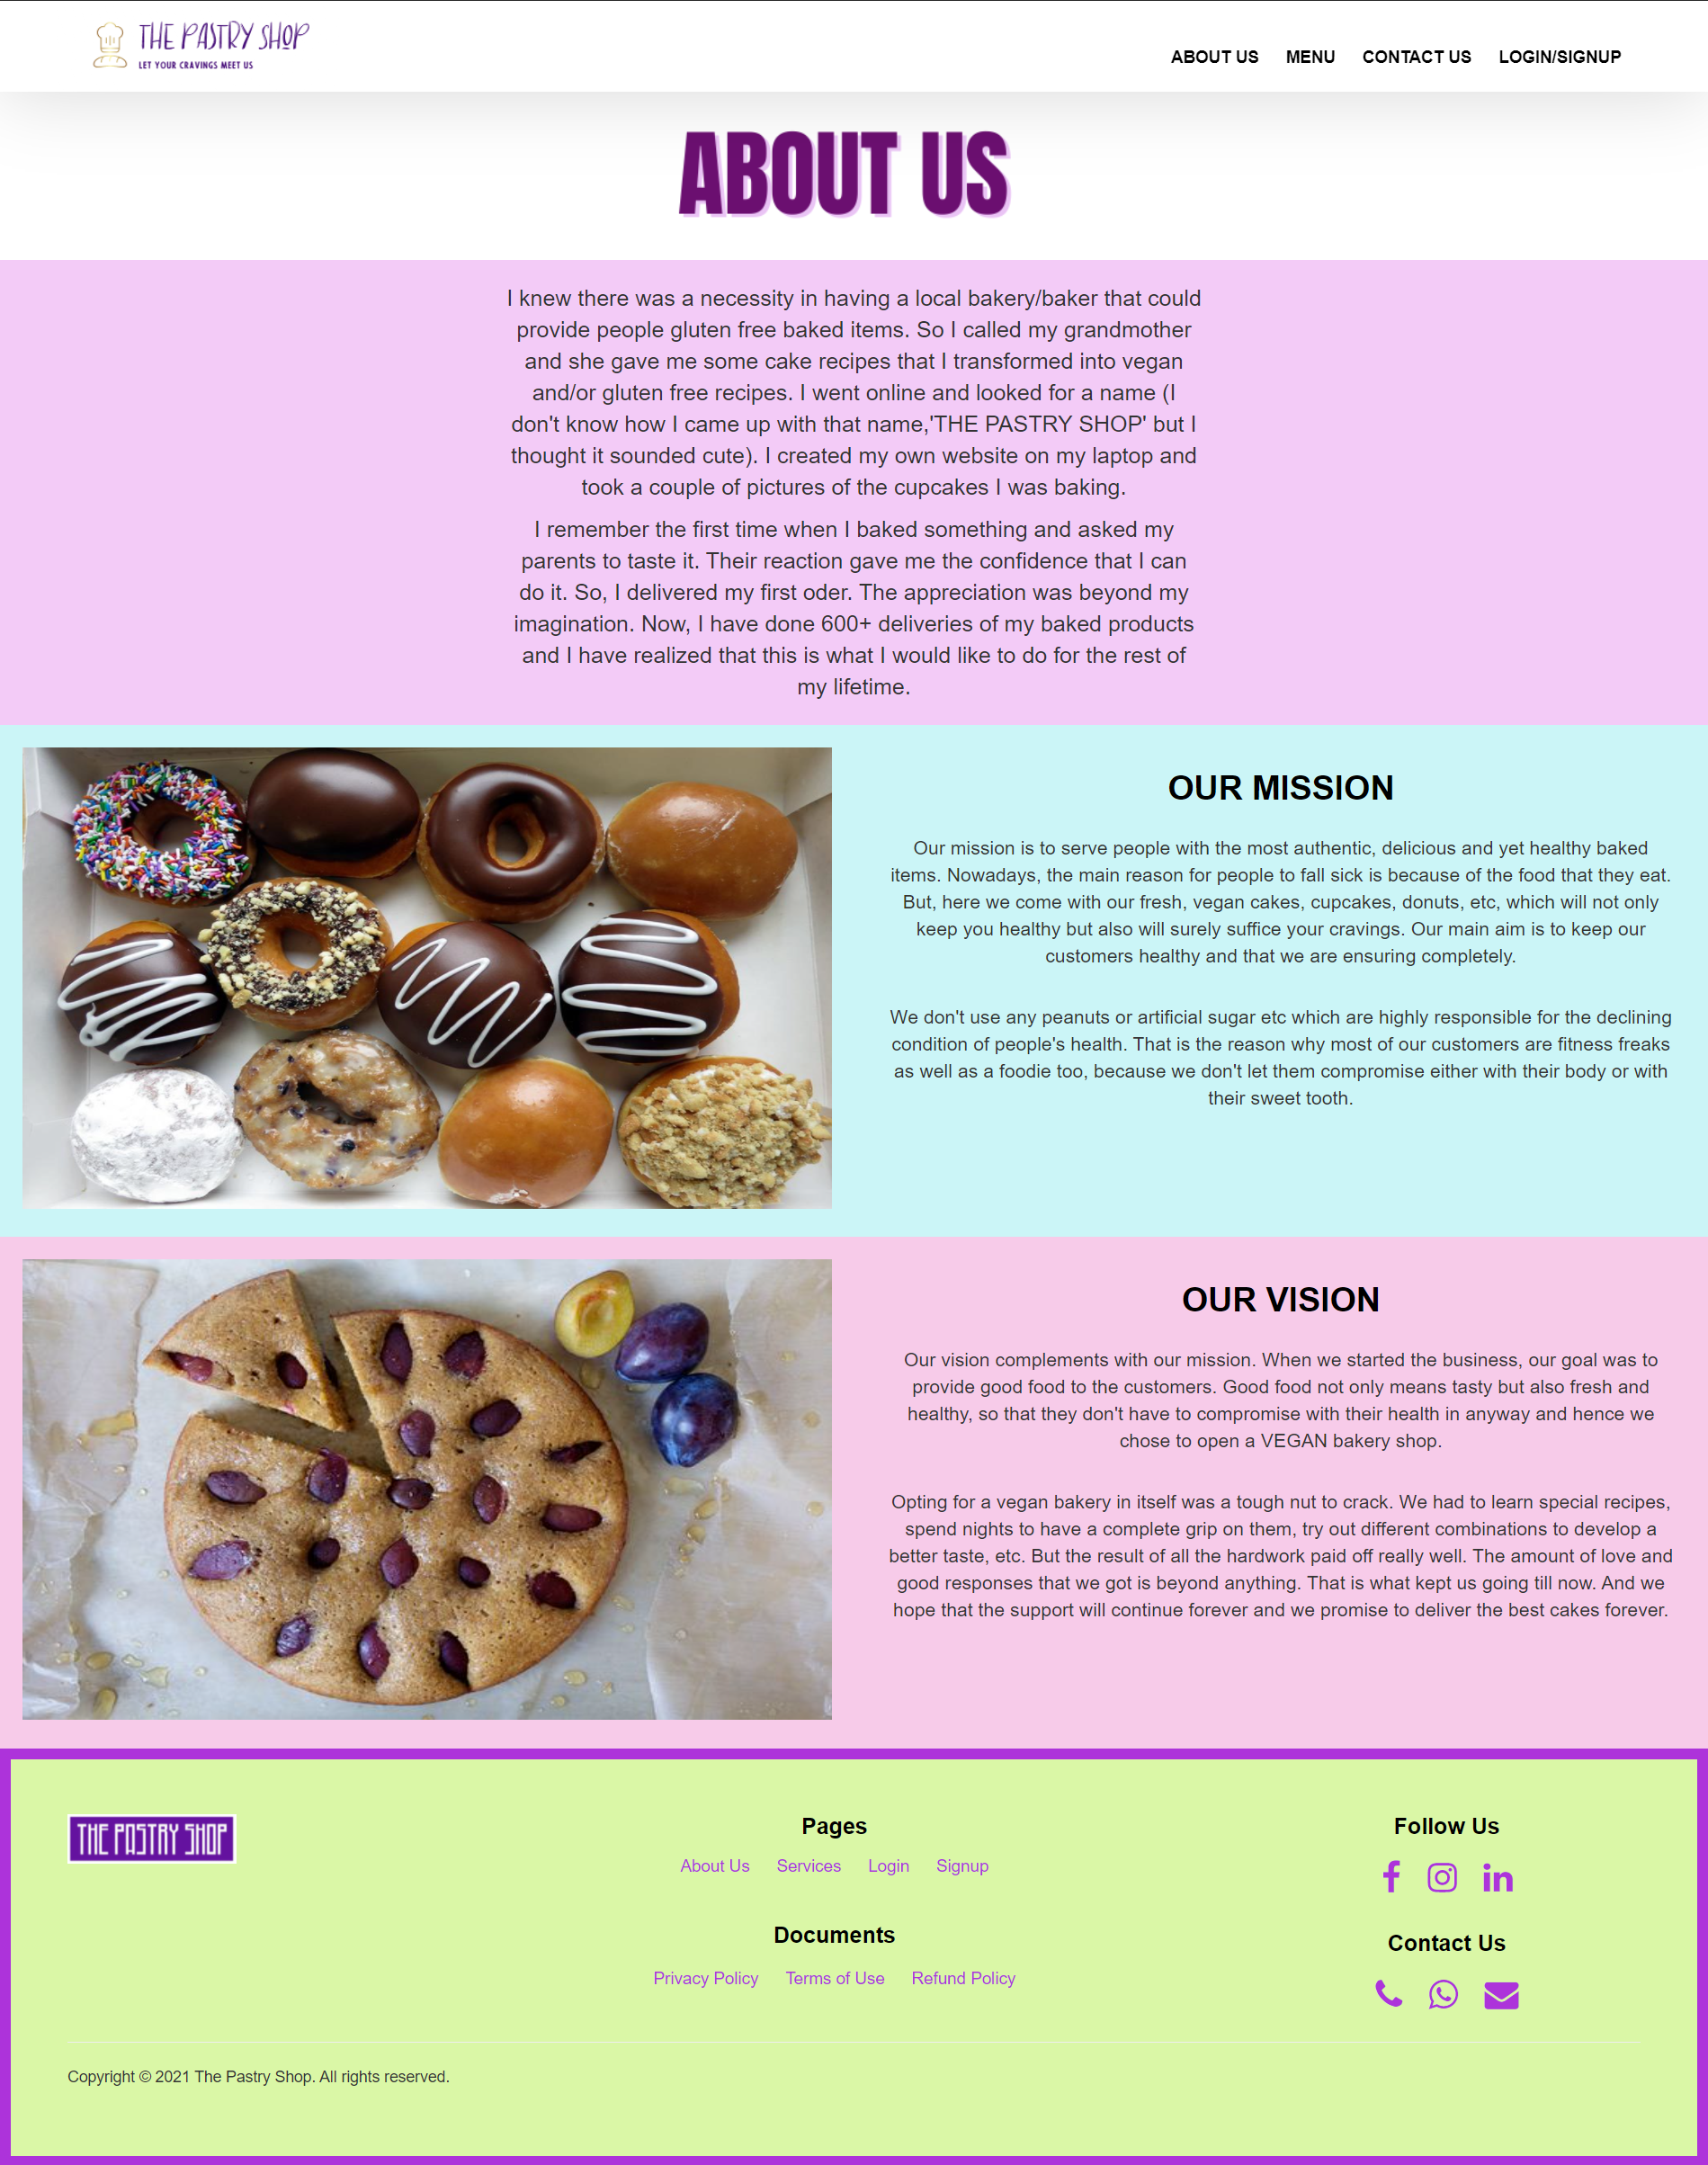 THE PASTRY SHOP
LET YOUR CRAVINGS MEET US
ABOUT US MENU CONTACT US LOGIN/SIGNUP
ABOUT US
I knew there was a necessity in having a local bakery/baker that could
provide people gluten free baked items. So I called my grandmother
and she gave me some cake recipes that I transformed into vegan
and/or gluten free recipes. I went online and looked for a name (I
don't know how I came up with that name,'THE PASTRY SHOP' but I
thought it sounded cute). I created my own website on my laptop and
took a couple of pictures of the cupcakes I was baking.
I remember the first time when I baked something and asked my
parents to taste it. Their reaction gave me the confidence that I can
do it. So, I delivered my first oder. The appreciation was beyond my
imagination. Now, I have done 600+ deliveries of my baked products
and I have realized that this is what I would like to do for the rest of
my lifetime.
OUR MISSION
Our mission is to serve people with the most authentic, delicious and yet healthy baked
items. Nowadays, the main reason for people to fall sick is because of the food that they eat.
But, here we come with our fresh, vegan cakes, cupcakes, donuts, etc, which will not only
keep you healthy but also will surely suffice your cravings. Our main aim is to keep our
customers healthy and that we are ensuring completely.
We don't use any peanuts or artificial sugar etc which are highly responsible for the declining
condition of people's health. That is the reason why most of our customers are fitness freaks
as well as a foodie too, because we don't let them compromise either with their body or with
their sweet tooth.
OUR VISION
Our vision complements with our mission. When we started the business, our goal was to
provide good food to the customers. Good food not only means tasty but also fresh and
healthy, so that they don't have to compromise with their health in anyway and hence we
chose to open a VEGAN bakery shop.
Opting for a vegan bakery in itself was a tough nut to crack. We had to learn special recipes,
spend nights to have a complete grip on them, try out different combinations to develop a
better taste, etc. But the result of all the hardwork paid off really well. The amount of love and
good responses that we got is beyond anything. That is what kept us going till now. And we
hope that the support will continue forever and we promise to deliver the best cakes forever.
THE PASTRY SHOP
Pages
About Us Services Login Signup
Documents
Privacy Policy Terms of Use Refund Policy
Follow Us
Contact Us
Copyright © 2021 The Pastry Shop. All rights reserved.